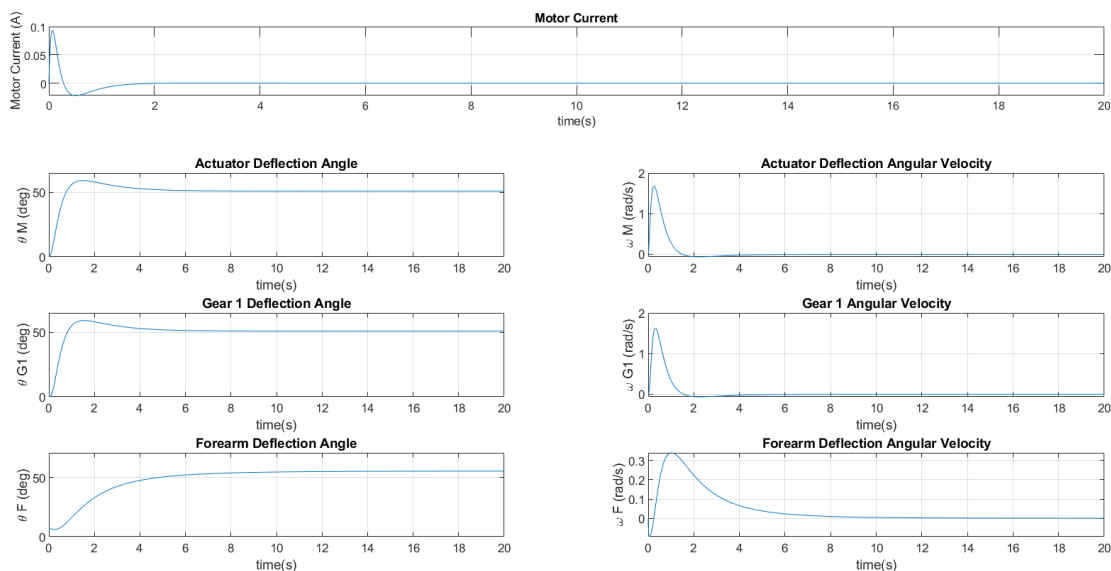 Motor Current
Motor Current (A)
0.1
0.05
0
0 2 4 6 8 10 12 14 16 18 20
time(s)
Actuator Deflection Angle
θ M (deg)
50
0
0 2 4 6 8 10 12 14 16 18 20
time(s)
Actuator Deflection Angular Velocity
ω M (rad/s)
2
1
0
0 2 4 6 8 10 12 14 16 18 20
time(s)
Gear 1 Deflection Angle
θ G1 (deg)
50
0
0 2 4 6 8 10 12 14 16 18 20
time(s)
Gear 1 Angular Velocity
ω G1 (rad/s)
2
1
0
0 2 4 6 8 10 12 14 16 18 20
time(s)
Forearm Deflection Angle
θ F (deg)
50
0
0 2 4 6 8 10 12 14 16 18 20
time(s)
Forearm Deflection Angular Velocity
ω F (rad/s)
0.3
0.2
0.1
0
0 2 4 6 8 10 12 14 16 18 20
time(s)